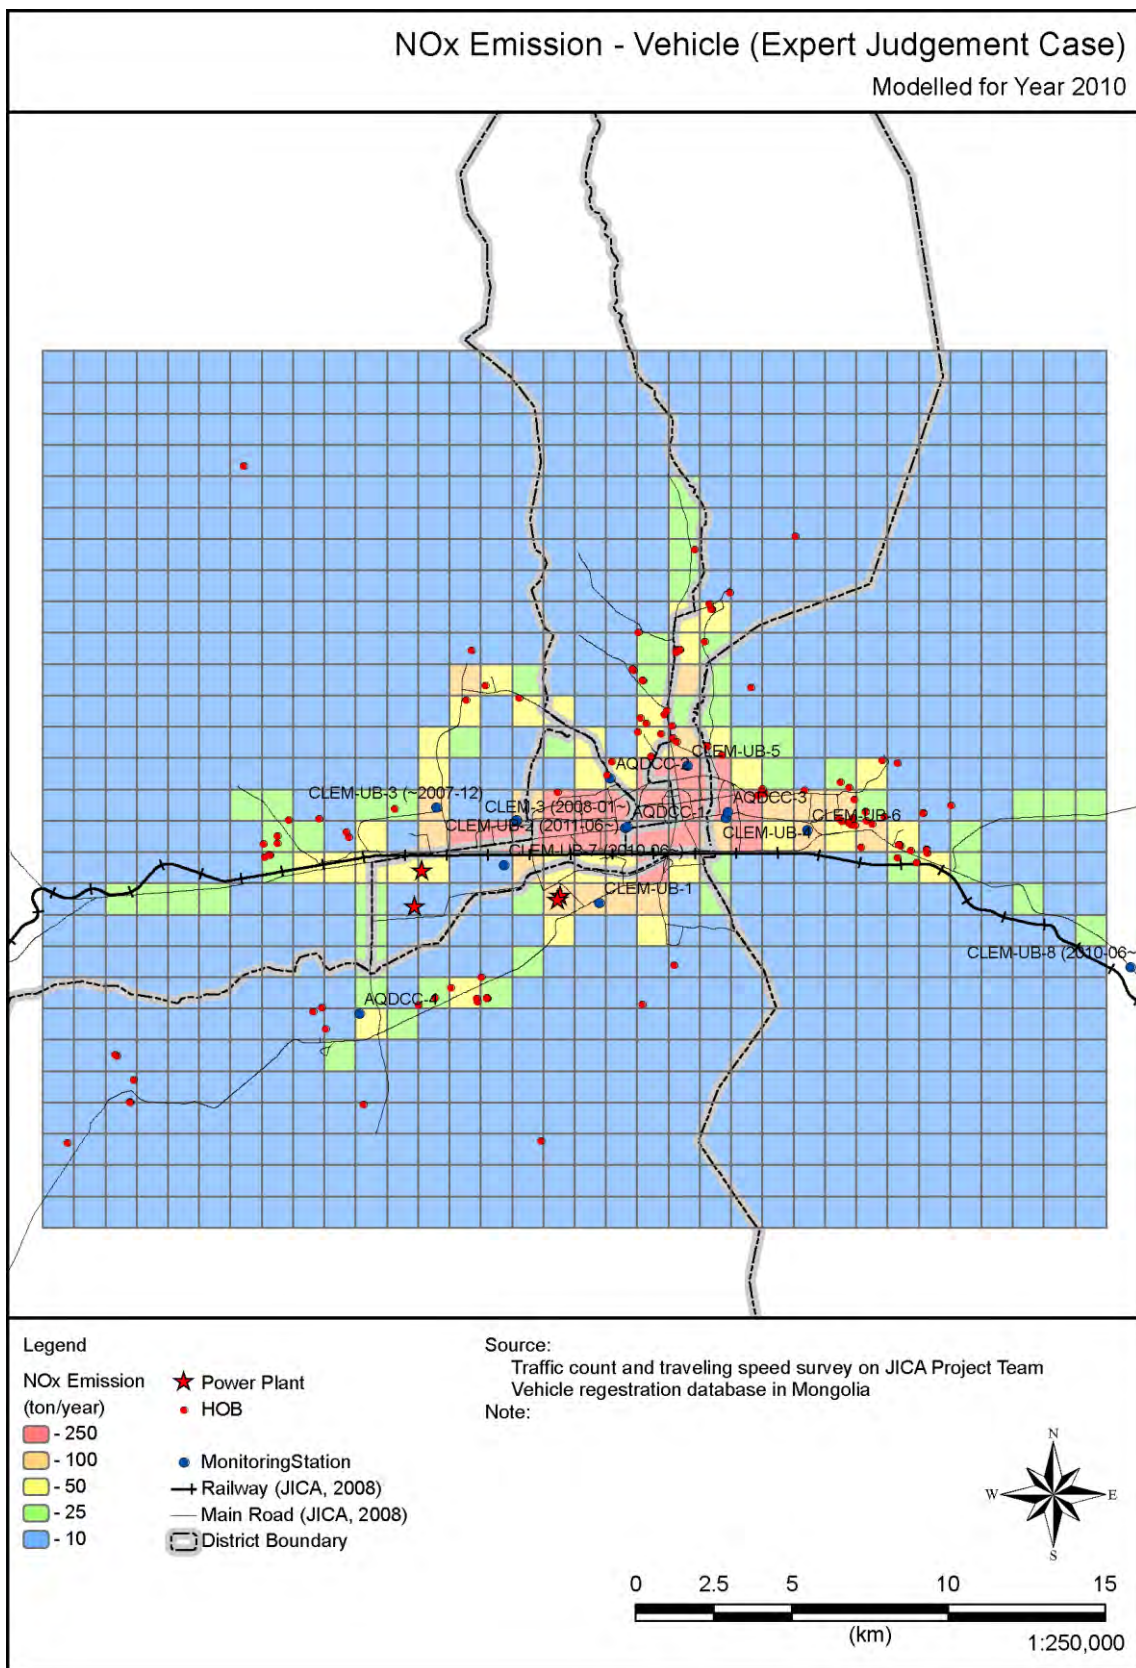 NOx Emission - Vehicle (Expert Judgement Case)
Modelled for Year 2010
CLEM-UB-5
AQDCC-2
CLEM-UB-3 (~2007-12)
CLEM-3 (2008-01~)
AQDCC-1
AQDCC-3
CLEM-UB-2 (2011-06~)
CLEM-UB-4
CLEM-UB-6
CLEM-UB-7 (2010-06~)
CLEM-UB-1
CLEM-UB-8 (2010-06~
AQDCC-4
Legend
NOx Emission
(ton/year)
- 250
- 100
- 50
- 25
- 10
Power Plant
HOB
MonitoringStation
Railway (JICA, 2008)
Main Road (JICA, 2008)
District Boundary
Source:
Traffic count and traveling speed survey on JICA Project Team
Vehicle regestration database in Mongolia
Note:
N
W E
S
0 2.5 5 10 15
(km)
1:250,000